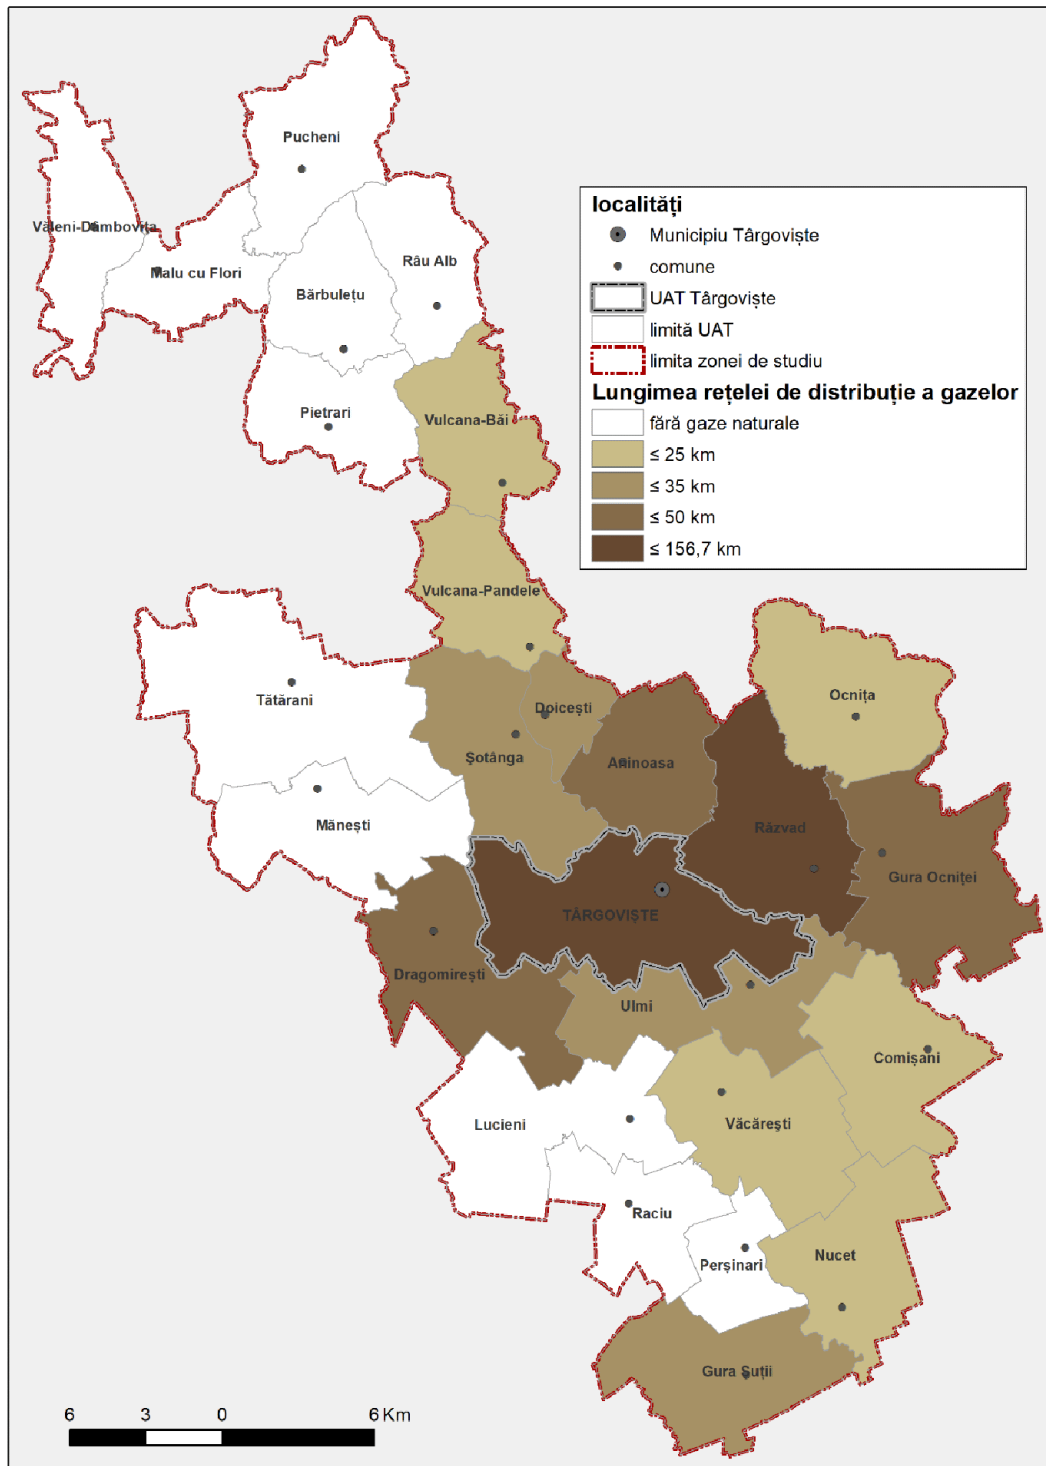 Pucheni
Văleni-Dâmbovița
Malu cu Flori
Râu Alb
Bărbulețu
Pietrari
Vulcana-Băi
Vulcana-Pandele
localități
Municipiu Târgoviște
comune
UAT Târgoviște
limită UAT
limita zonei de studiu
Lungimea rețelei de distribuție a gazelor
fără gaze naturale
≤ 25 km
≤ 35 km
≤ 50 km
≤ 156,7 km
Tătărani
Doicești
Ocnița
Şotânga
Aninoasa
Mănești
Răzvad
Gura Ocniţei
TÂRGOVIȘTE
Dragomirești
Ulmi
Comișani
Lucieni
Văcărești
Raciu
Perșinari
Nucet
Gura Șuții
6 3 0 6 Km